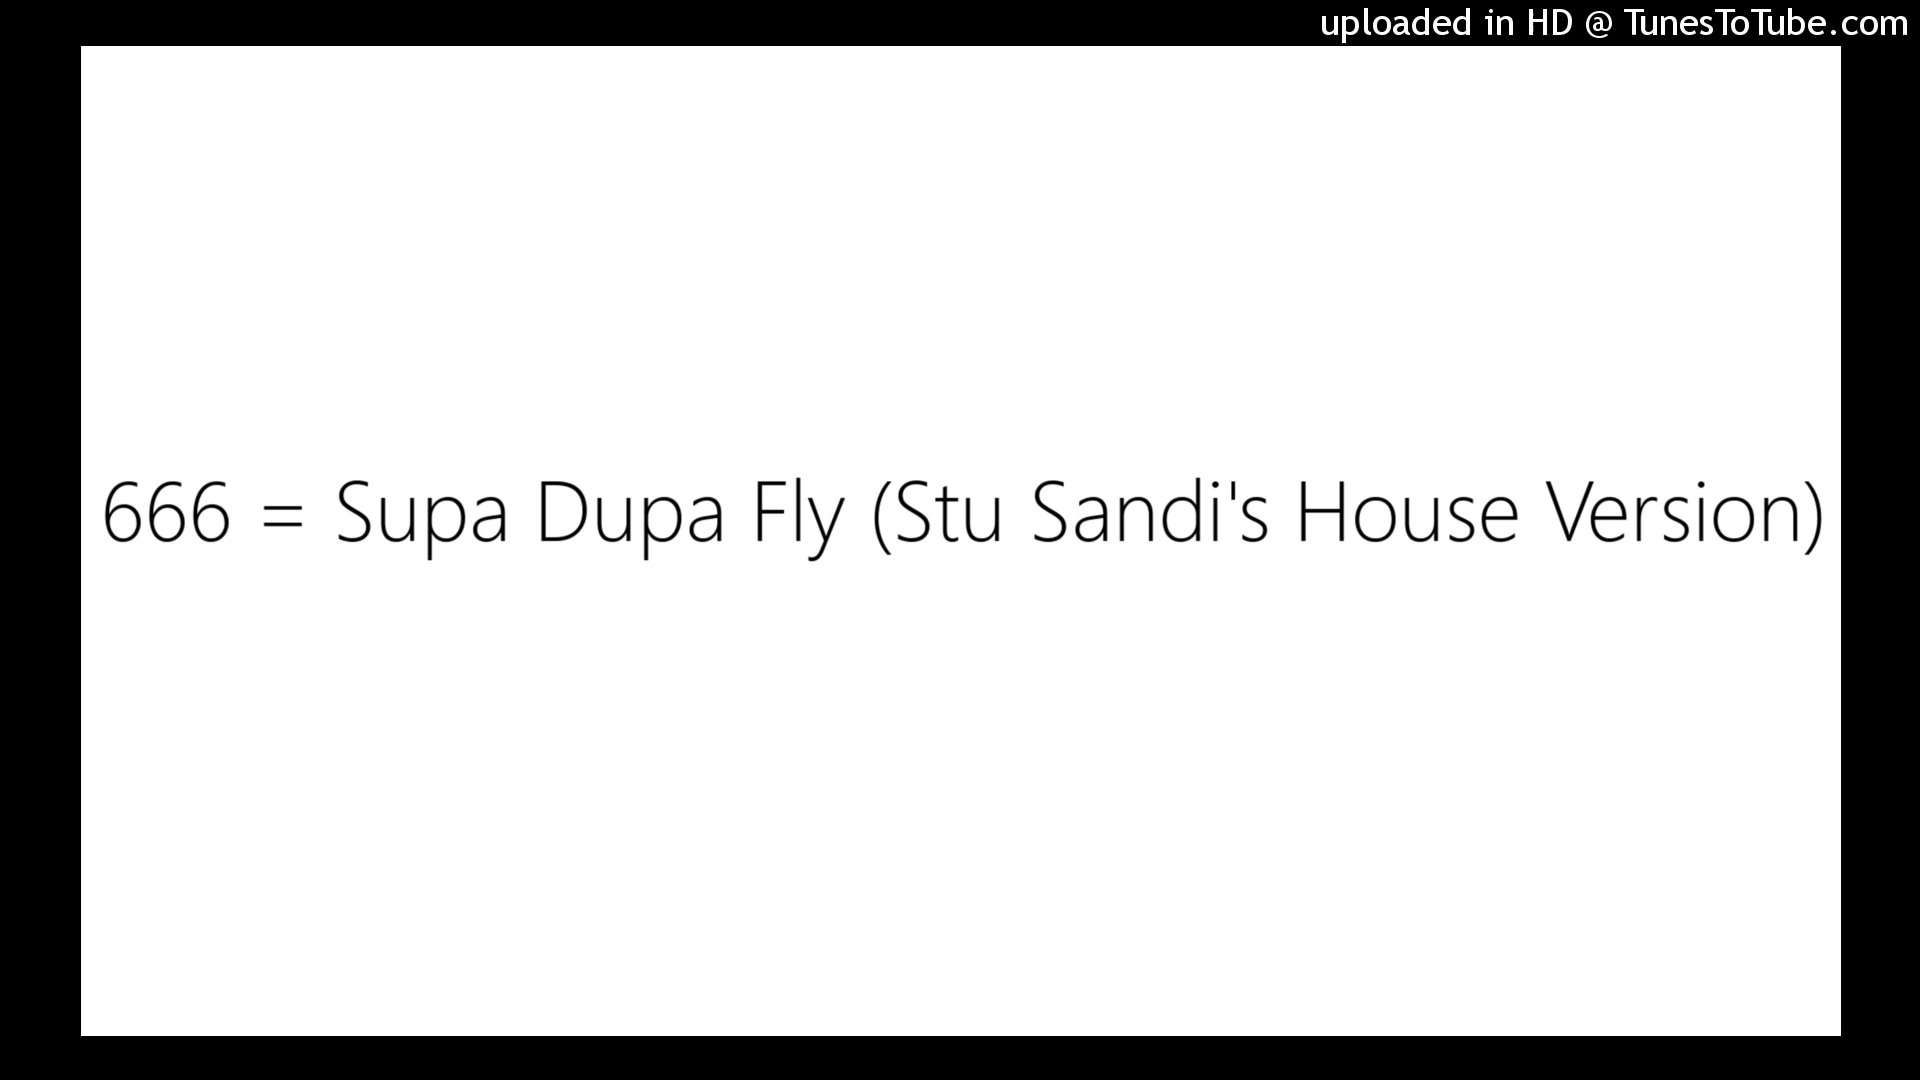 uploaded in HD @ TunesToTube.com
666 = Supa Dupa Fly (Stu Sandi's House Version)